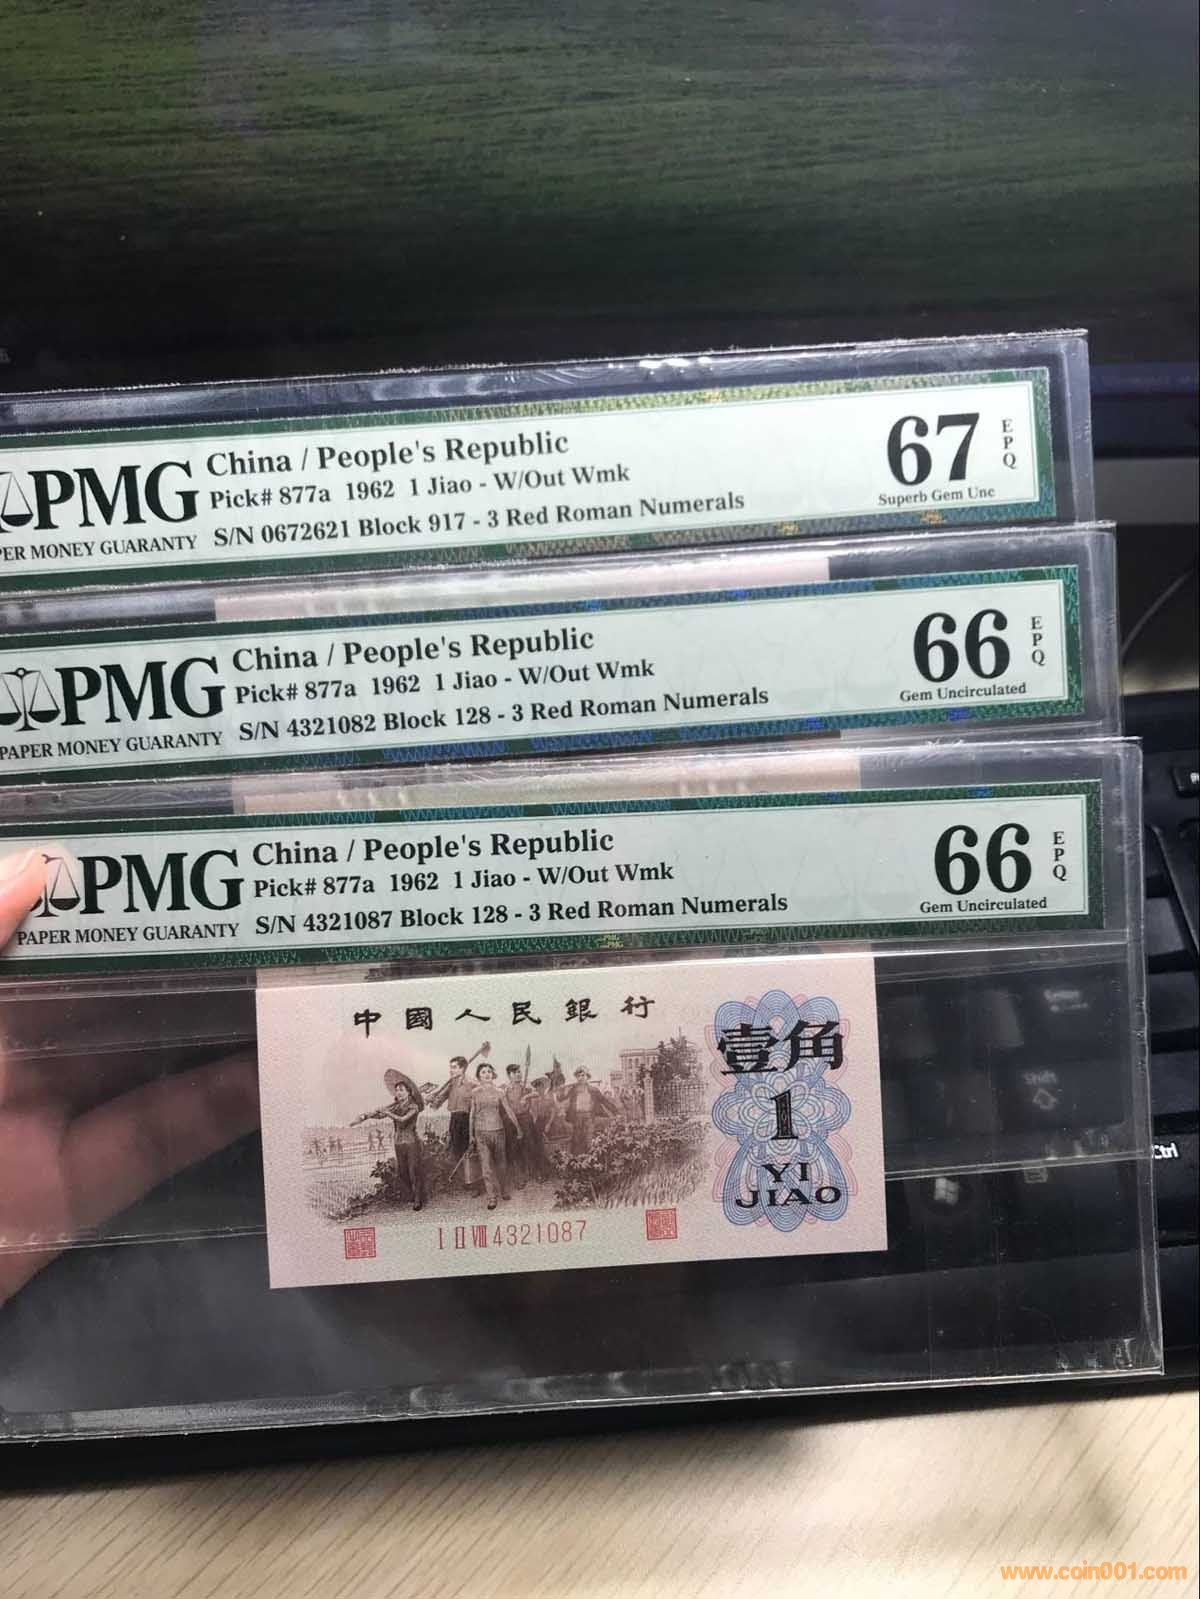 PMG
PAPER MONEY GUARANTY
China / People's Republic
Pick# 877a 1962 1 Jiao - W/Out Wmk
S/N 0672621 Block 917 - 3 Red Roman Numerals
67 EPQ
Superb Gem Unc
PMG
PAPER MONEY GUARANTY
China / People's Republic
Pick# 877a 1962 1 Jiao - W/Out Wmk
S/N 4321082 Block 128 - 3 Red Roman Numerals
66 EPQ
Gem Uncirculated
PMG
PAPER MONEY GUARANTY
China / People's Republic
Pick# 877a 1962 1 Jiao - W/Out Wmk
S/N 4321087 Block 128 - 3 Red Roman Numerals
66 EPQ
Gem Uncirculated
中國人民銀行
壹角
1
YI
JIAO
I II VIII 4321087
Shift
Ctrl
www.coin001.com